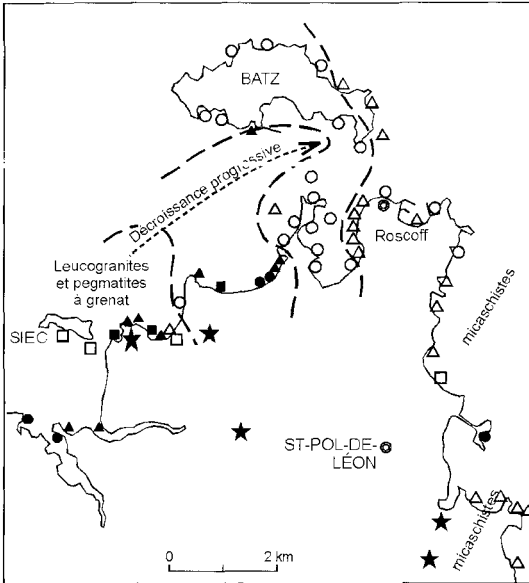 BATZ
Décroissance progressive
Roscoff
Leucogranites
et pegmatites
à grenat
micaschistes
SIEC
ST-POL-DE-
LÉON
micaschistes
0 2 km